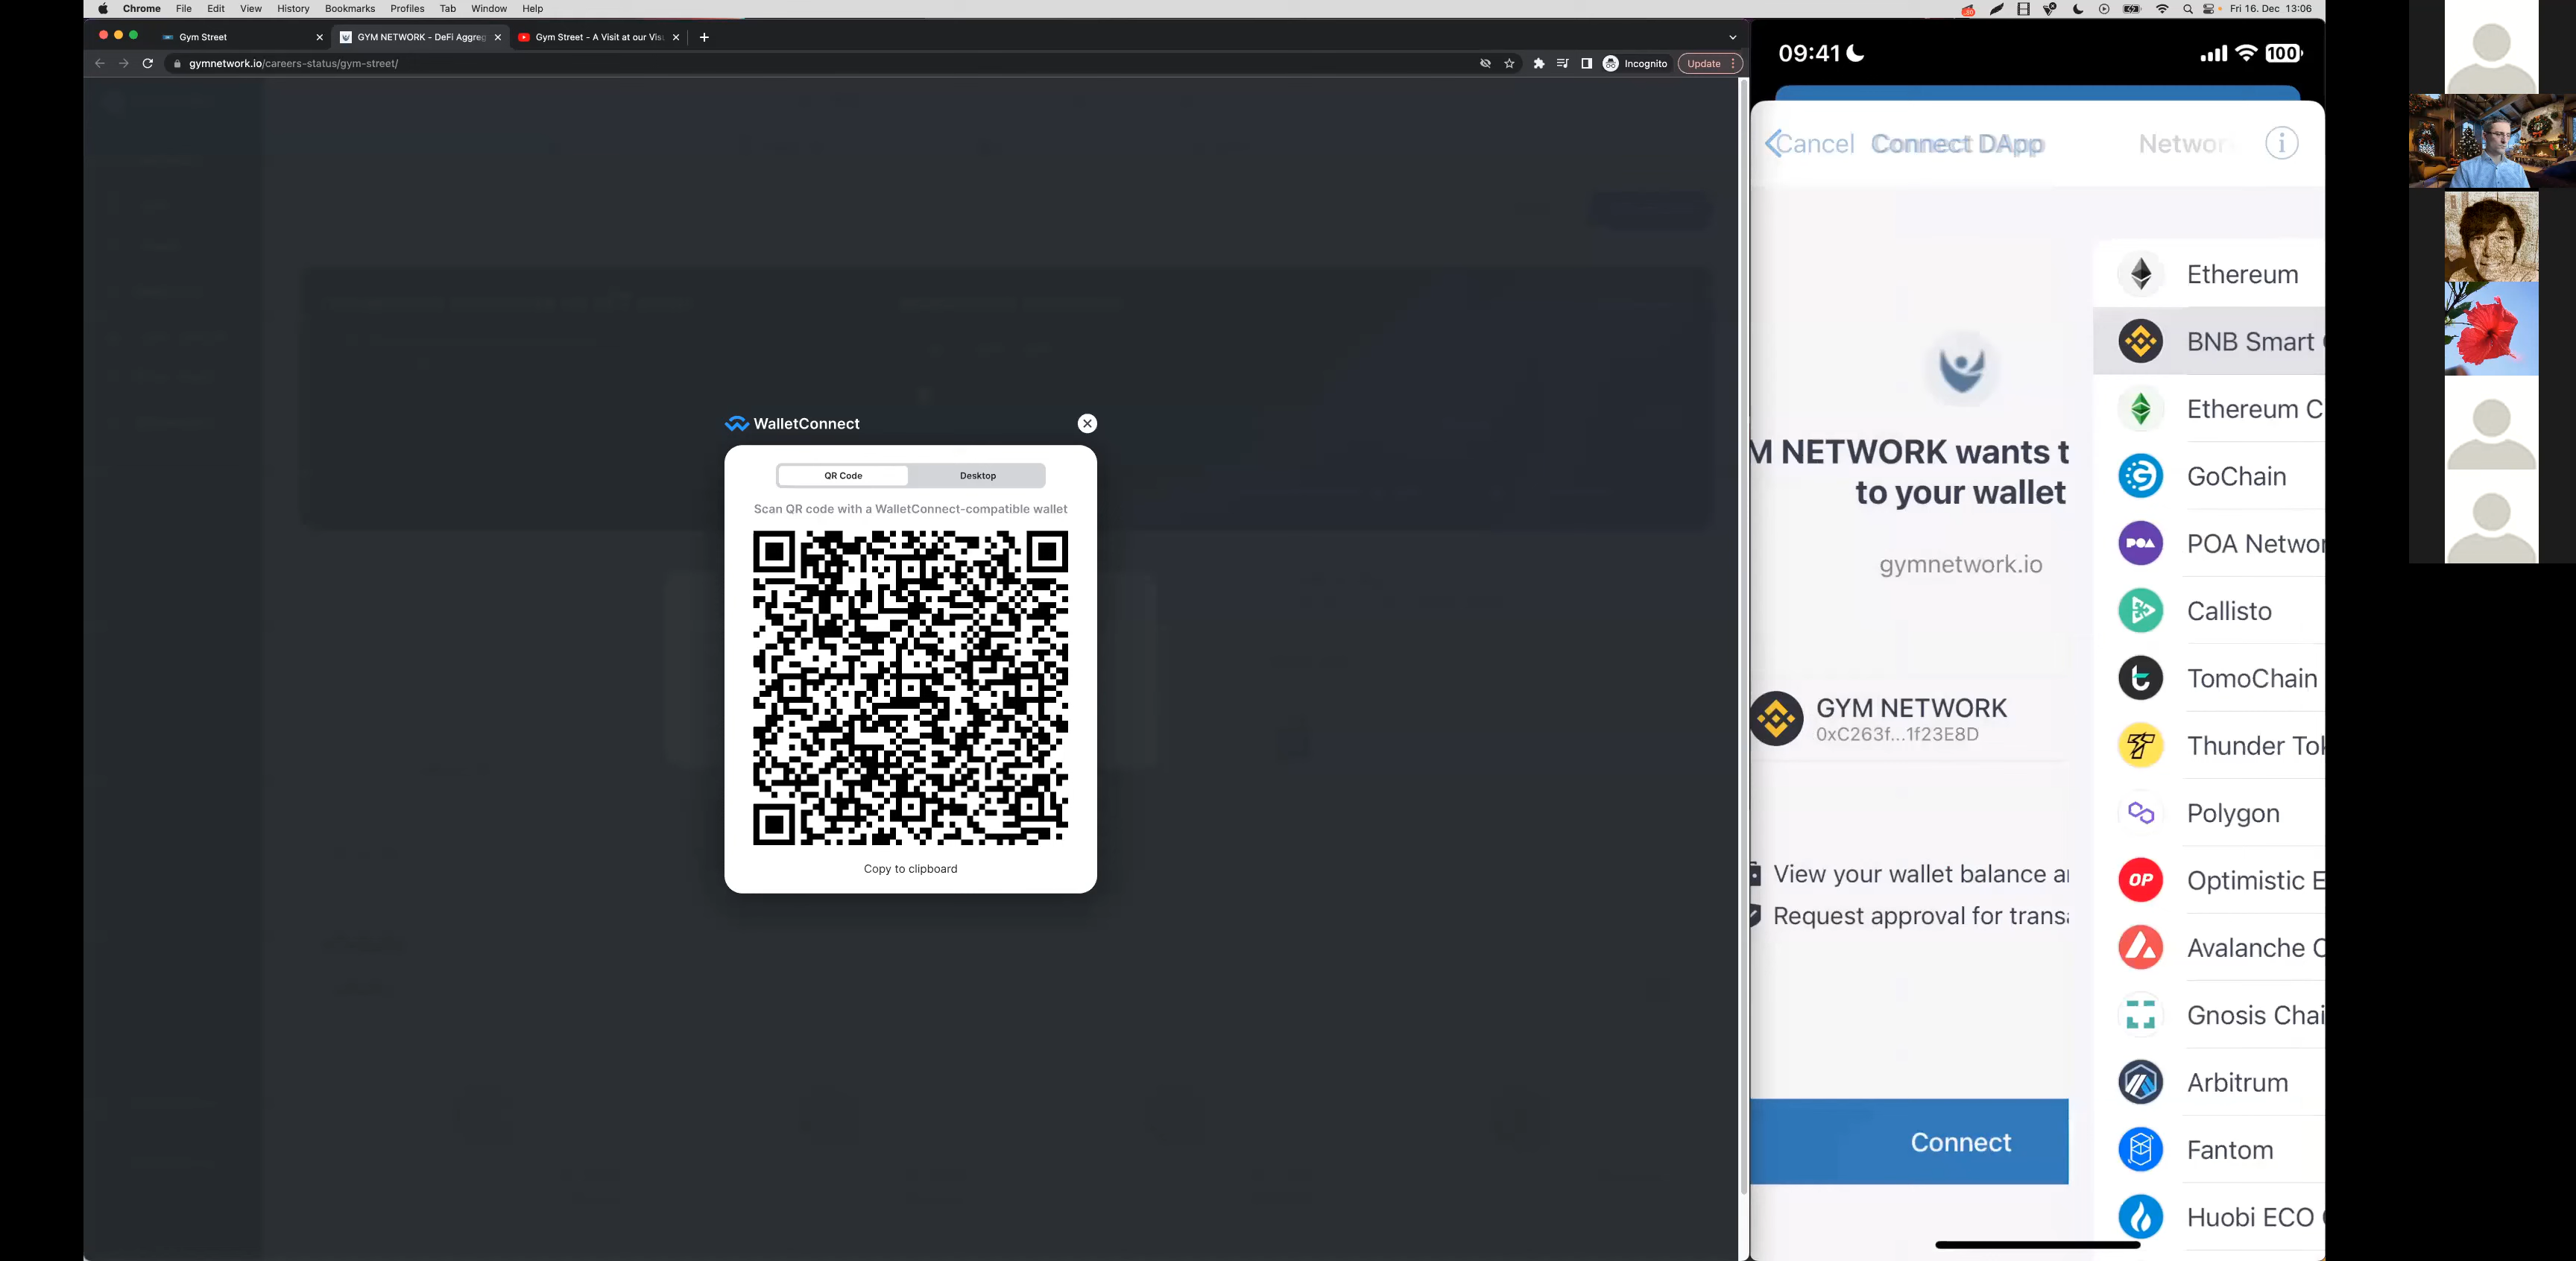 Chrome File Edit View History Bookmarks Profiles Tab Window Help
Fri 16. Dec 13:06
Gym Street
GYM NETWORK - DeFi Aggreg
Gym Street - A Visit at our Vis
gymnetwork.io/careers-status/gym-street/
Incognito
Update
WalletConnect
QR Code
Desktop
Scan QR code with a WalletConnect-compatible wallet
Copy to clipboard
09:41
100
Cancel
Connect DApp
Networ
M NETWORK wants t
to your wallet
gymnetwork.io
GYM NETWORK
0xC263f...1f23E8D
View your wallet balance a
Request approval for trans
Connect
Ethereum
BNB Smart
Ethereum C
GoChain
POA
POA Networ
Callisto
TomoChain
Thunder Tok
Polygon
OP
Optimistic E
Avalanche C
Gnosis Chai
Arbitrum
Fantom
Huobi ECO